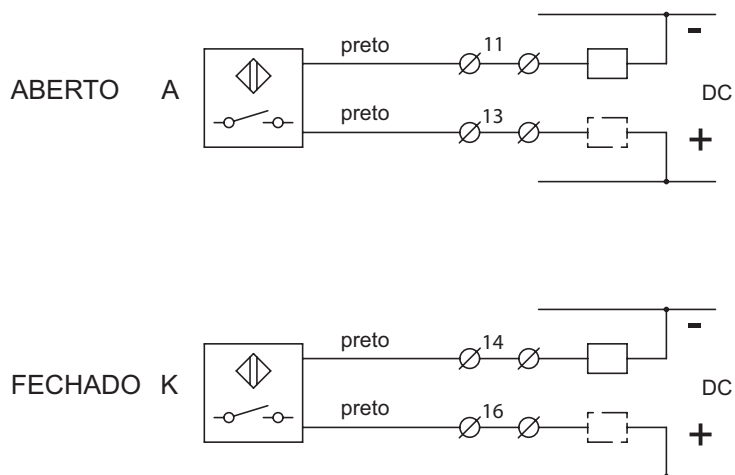 preto 11
-
ABERTO A
DC
preto 13
+
preto 14
-
FECHADO K
DC
preto 16
+